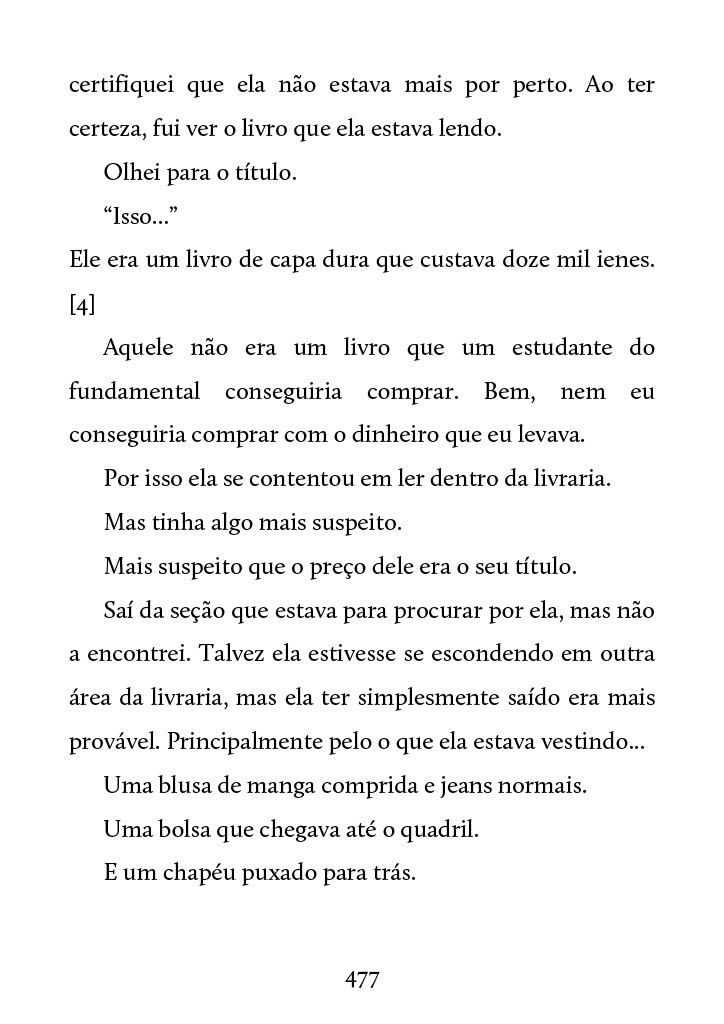 certifiquei que ela não estava mais por perto. Ao ter
certeza, fui ver o livro que ela estava lendo.
Olhei para o título.
“Isso...”
Ele era um livro de capa dura que custava doze mil ienes.
[4]
Aquele não era um livro que um estudante do
fundamental conseguiria comprar. Bem, nem eu
conseguiria comprar com o dinheiro que eu levava.
Por isso ela se contentou em ler dentro da livraria.
Mas tinha algo mais suspeito.
Mais suspeito que o preço dele era o seu título.
Saí da seção que estava para procurar por ela, mas não
a encontrei. Talvez ela estivesse se escondendo em outra
área da livraria, mas ela ter simplesmente saído era mais
provável. Principalmente pelo o que ela estava vestindo...
Uma blusa de manga comprida e jeans normais.
Uma bolsa que chegava até o quadril.
E um chapéu puxado para trás.
477